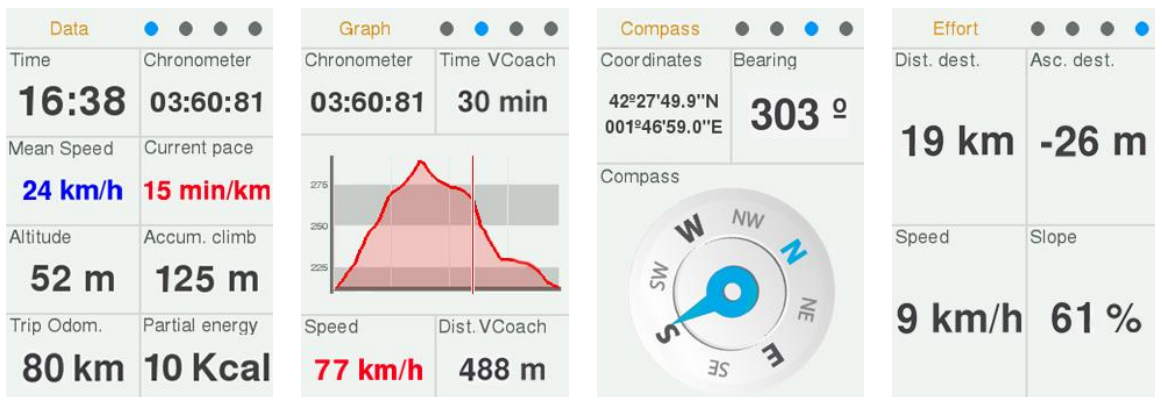 Data
Time
Chronometer
16:38
03:60:81
Mean Speed
Current pace
24 km/h
15 min/km
Altitude
Accum. climb
52 m
125 m
Trip Odom.
Partial energy
80 km
10 Kcal
Graph
Chronometer
Time VCoach
03:60:81
30 min
275
250
225
Speed
Dist.VCoach
77 km/h
488 m
Compass
Coordinates
Bearing
42º27'49.9"N
001º46'59.0"E
303 º
Compass
NW
W
N
SW
NE
S
E
SE
Effort
Dist. dest.
Asc. dest.
19 km
-26 m
Speed
Slope
9 km/h
61 %